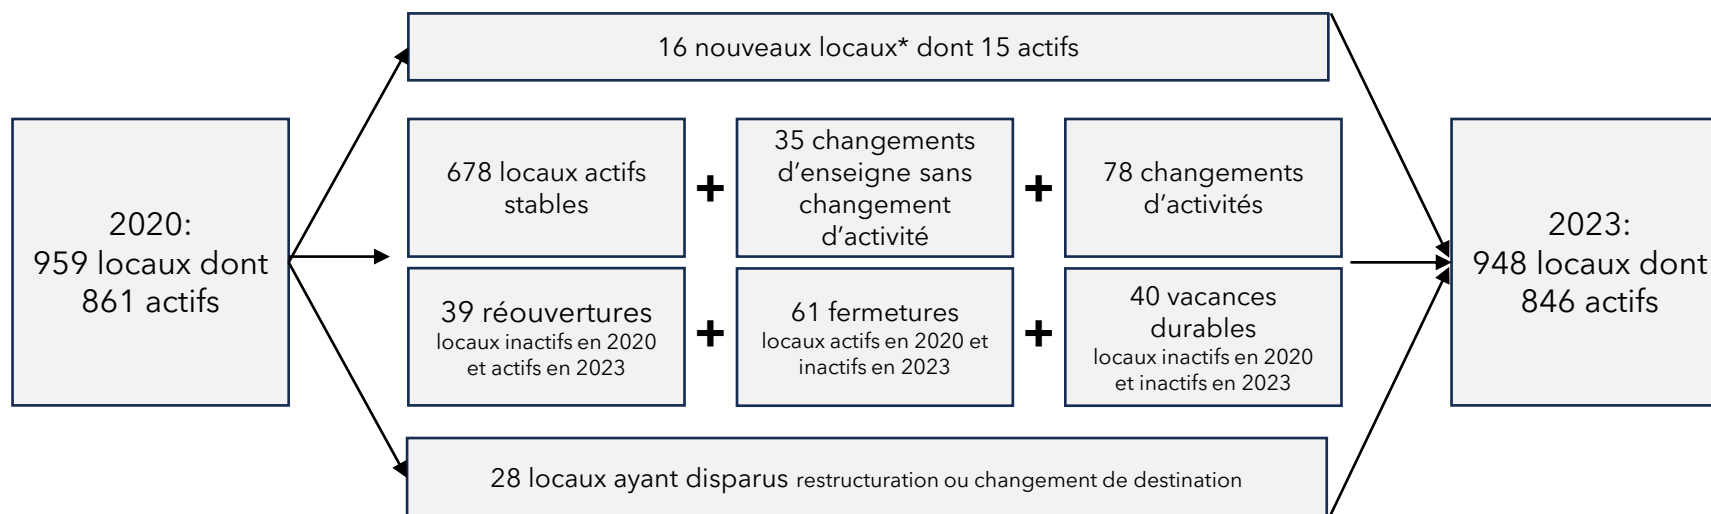 16 nouveaux locaux* dont 15 actifs
2020:
959 locaux dont
861 actifs
678 locaux actifs
stables
+
35 changements
d'enseigne sans
changement
d'activité
+
78 changements
d'activités
39 réouvertures
locaux inactifs en 2020
et actifs en 2023
+
61 fermetures
locaux actifs en 2020 et
inactifs en 2023
+
40 vacances
durables
locaux inactifs en 2020
et inactifs en 2023
2023:
948 locaux dont
846 actifs
28 locaux ayant disparus restructuration ou changement de destination